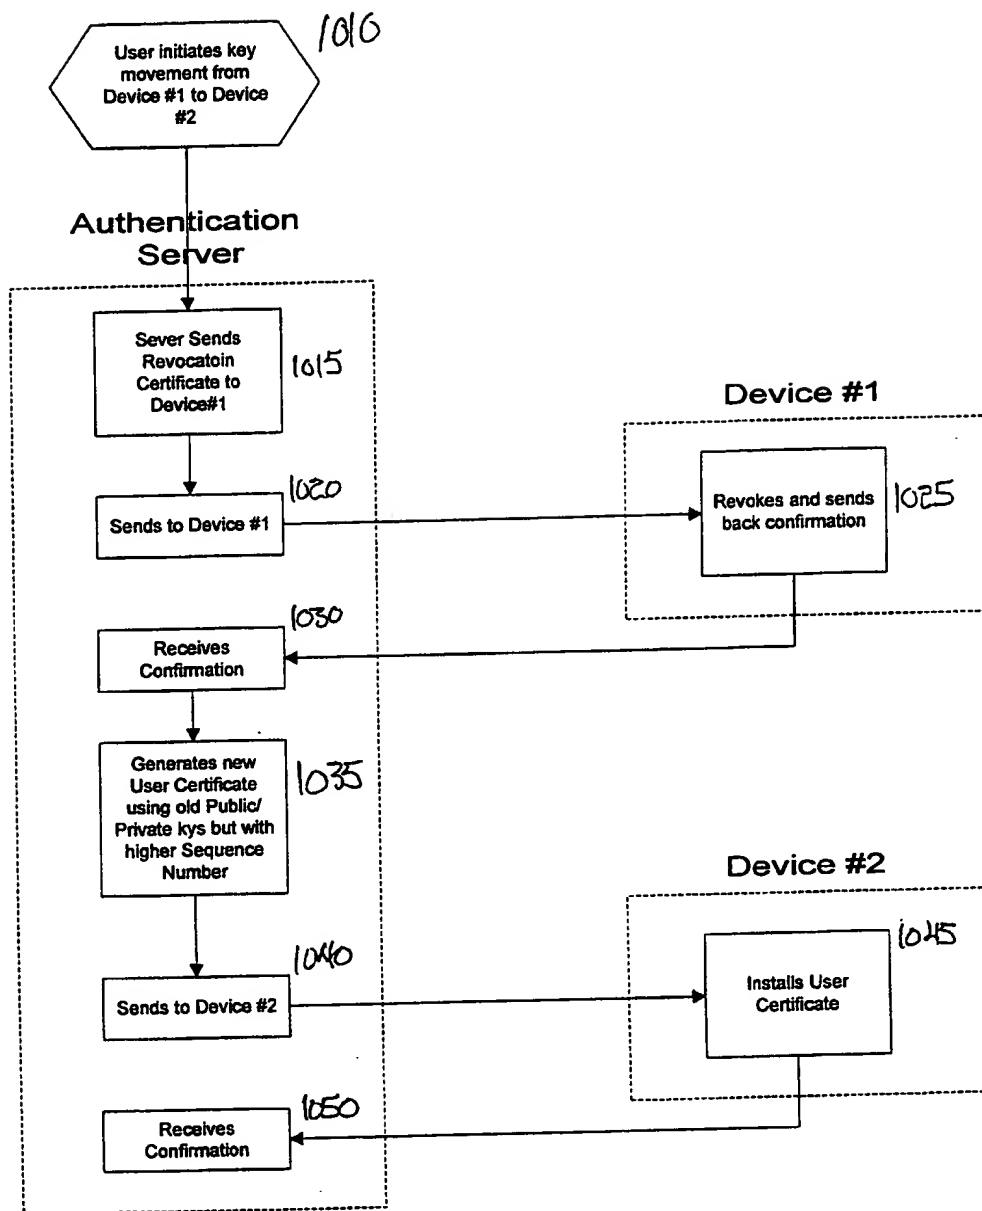 User initiates key
movement from
Device #1 to Device
#2
1010
Authentication
Server
Sever Sends
Revocatoin
Certificate to
Device#1
1015
Device #1
Sends to Device #1
1020
Revokes and sends
back confirmation
1025
Receives
Confirmation
1030
Generates new
User Certificate
using old Public/
Private kys but with
higher Sequence
Number
1035
Device #2
Sends to Device #2
1040
Installs User
Certificate
1045
Receives
Confirmation
1050